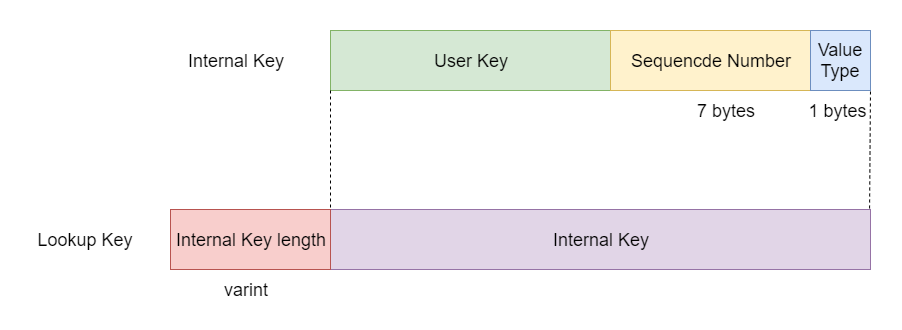 Internal Key
User Key
Sequencde Number
Value
Type
7 bytes
1 bytes
Lookup Key
Internal Key length
Internal Key
varint